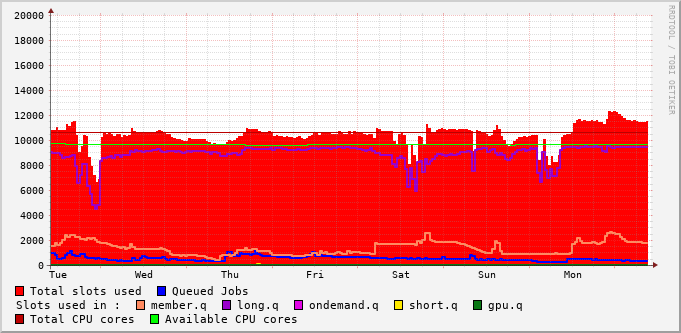 RRDTOOL / TOBI OETIKER
20000
18000
16000
14000
12000
10000
8000
6000
4000
2000
0
Tue Wed Thu Fri Sat Sun Mon
Total slots used Queued Jobs
Slots used in : member.q long.q ondemand.q short.q gpu.q
Total CPU cores Available CPU cores